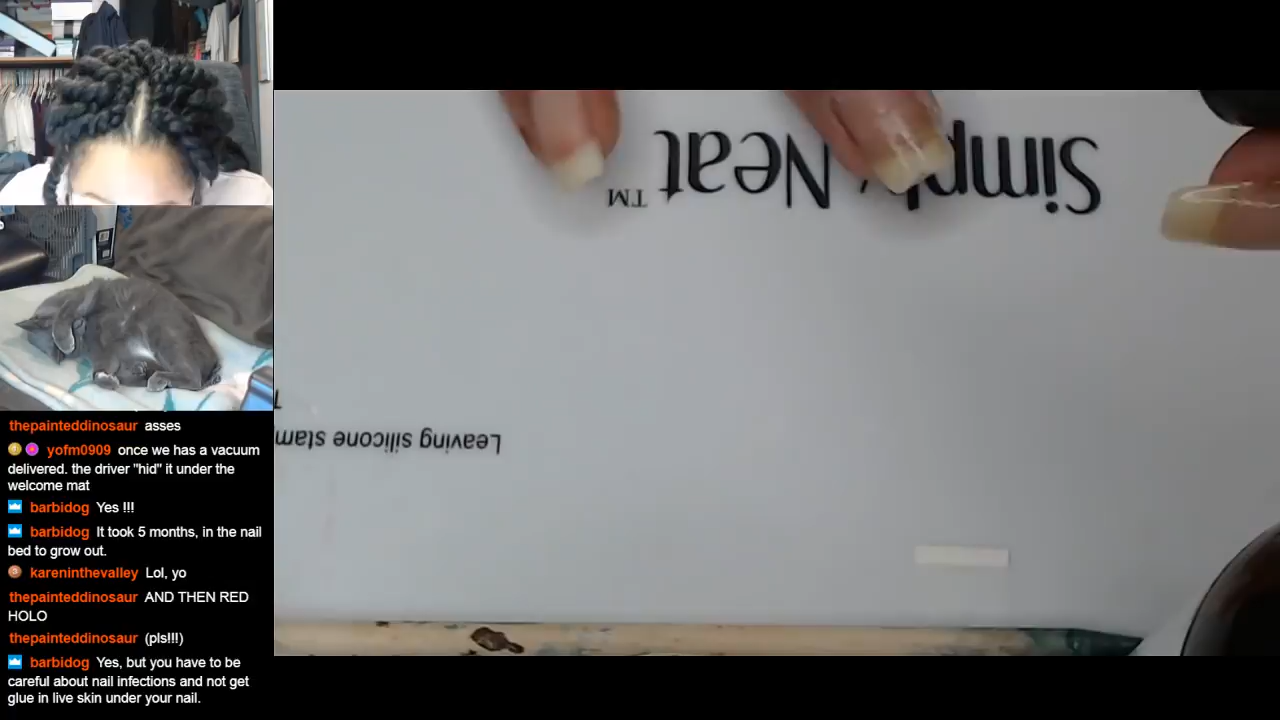 Simply Neat™
Leaving silicone stam
thepainteddinosaur asses
yofm0909 once we has a vacuum
delivered. the driver "hid" it under the
welcome mat
barbidog Yes !!!
barbidog It took 5 months, in the nail
bed to grow out.
kareninthevalley Lol, yo
thepainteddinosaur AND THEN RED
HOLO
thepainteddinosaur (pls!!!)
barbidog Yes, but you have to be
careful about nail infections and not get
glue in live skin under your nail.